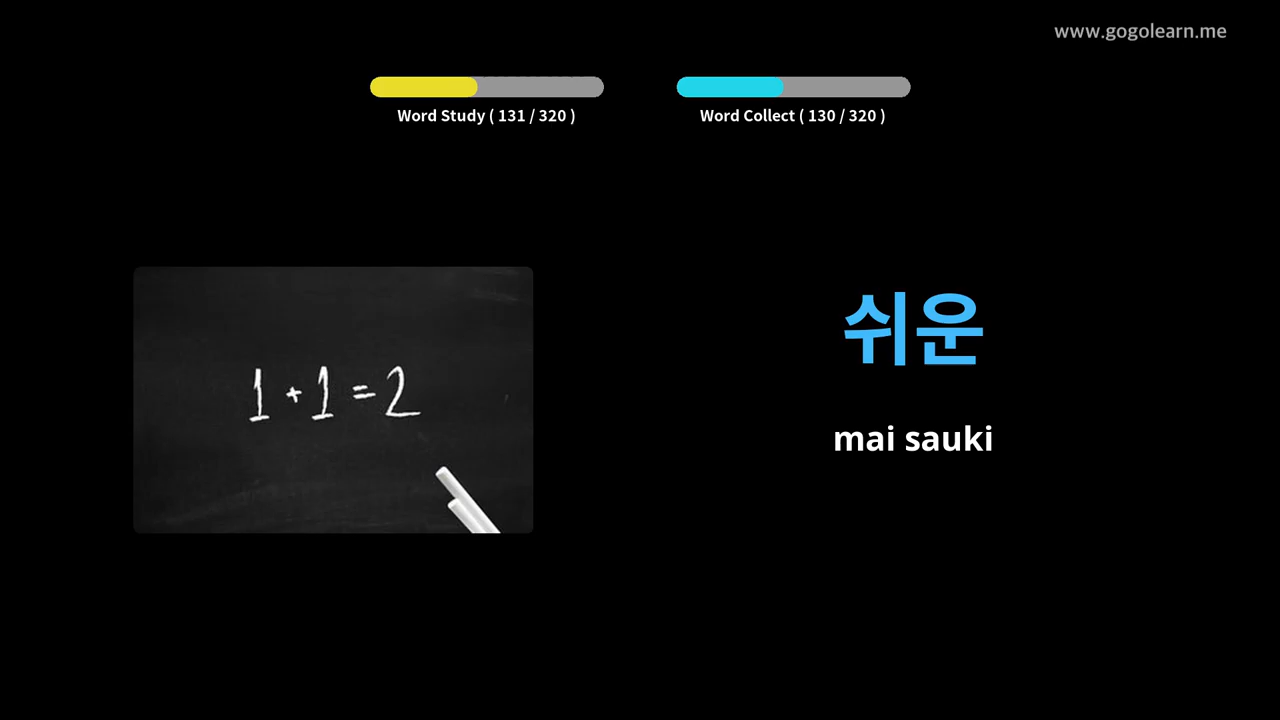 www.gogolearn.me
Word Study ( 131 / 320 )
Word Collect ( 130 / 320 )
1 + 1 = 2
쉬운
mai sauki